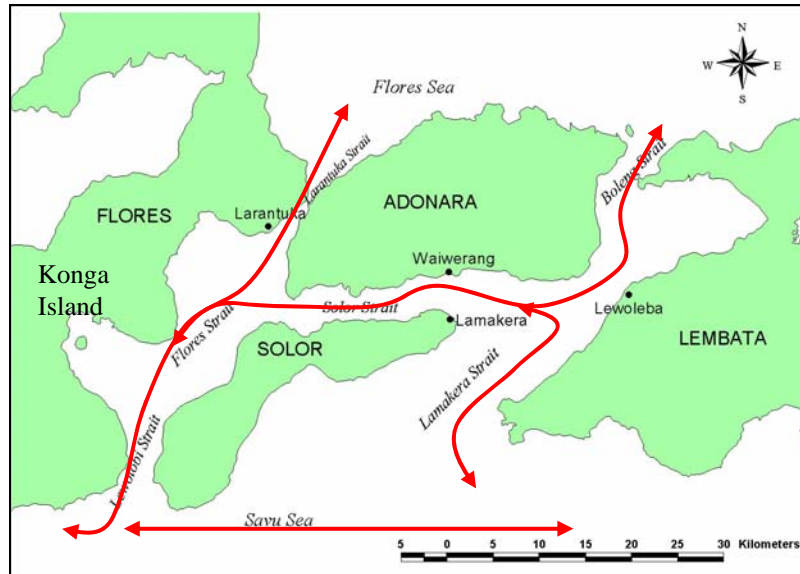 N
W E
S
Flores Sea
Larantuka Strait
Boleng Strait
FLORES
Larantuka
ADONARA
Waiwerang
Konga
Island
Solor Strait
Lamakera
Lewoleba
Flores Strait
SOLOR
LEMBATA
Lamakera Strait
Lewotobi Strait
Savu Sea
5 0 5 10 15 20 25 30 Kilometers